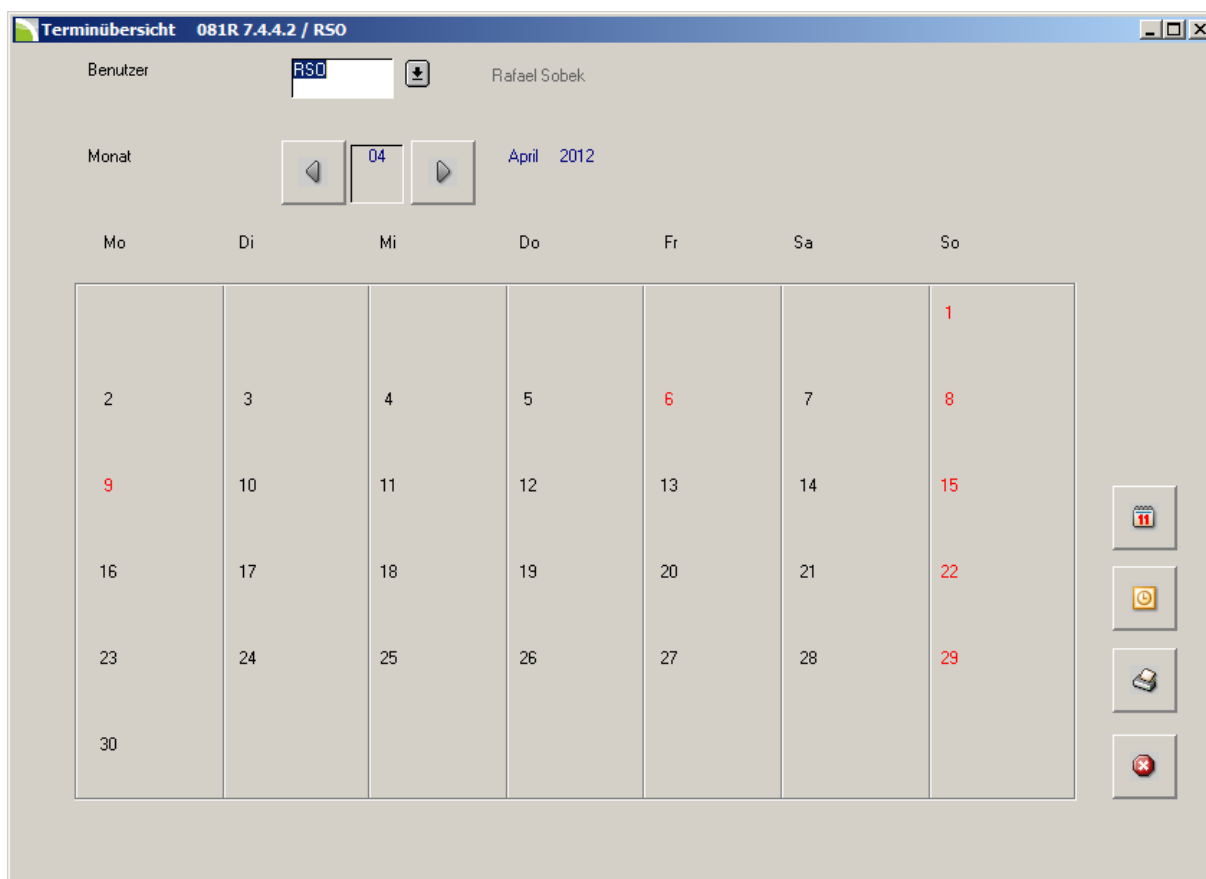 Terminübersicht 081R 7.4.4.2 / RSO
Benutzer RSO Rafael Sobek
Monat 04 April 2012
Mo Di Mi Do Fr Sa So
1
2 3 4 5 6 7 8
9 10 11 12 13 14 15
11
16 17 18 19 20 21 22
23 24 25 26 27 28 29
30